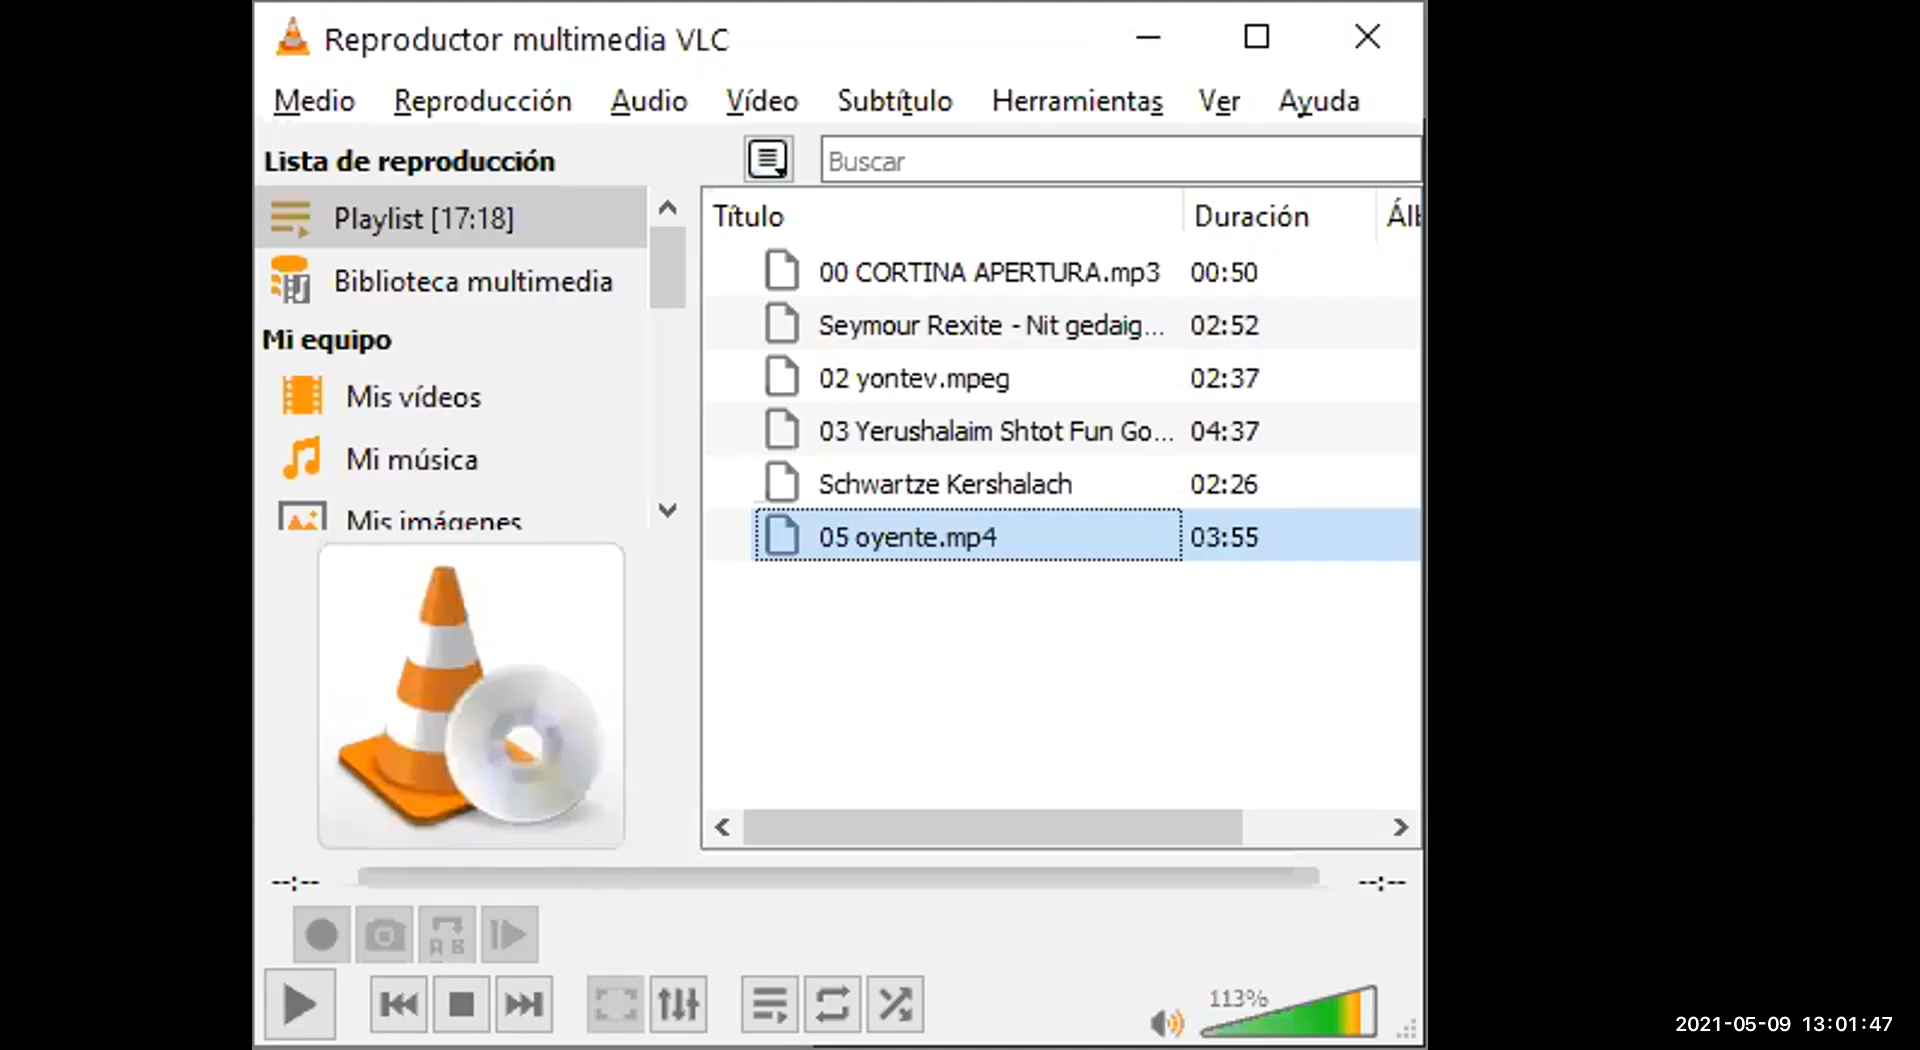 Reproductor multimedia VLC
Medio Reproducción Audio Vídeo Subtítulo Herramientas Ver Ayuda
Lista de reproducción
Buscar
Playlist [17:18]
Biblioteca multimedia
Mi equipo
Mis vídeos
Mi música
Mis imágenes
Título Duración Álb
00 CORTINA APERTURA.mp3 00:50
Seymour Rexite - Nit gedaig... 02:52
02 yontev.mpeg 02:37
03 Yerushalaim Shtot Fun Go... 04:37
Schwartze Kershalach 02:26
05 oyente.mp4 03:55
--:-- --:--
A B
113%
2021-05-09 13:01:47